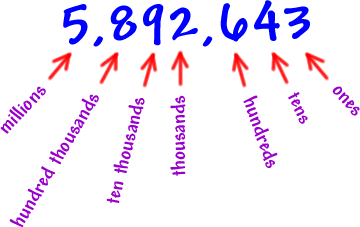 5,892,643
millions
hundred thousands
ten thousands
thousands
hundreds
tens
ones